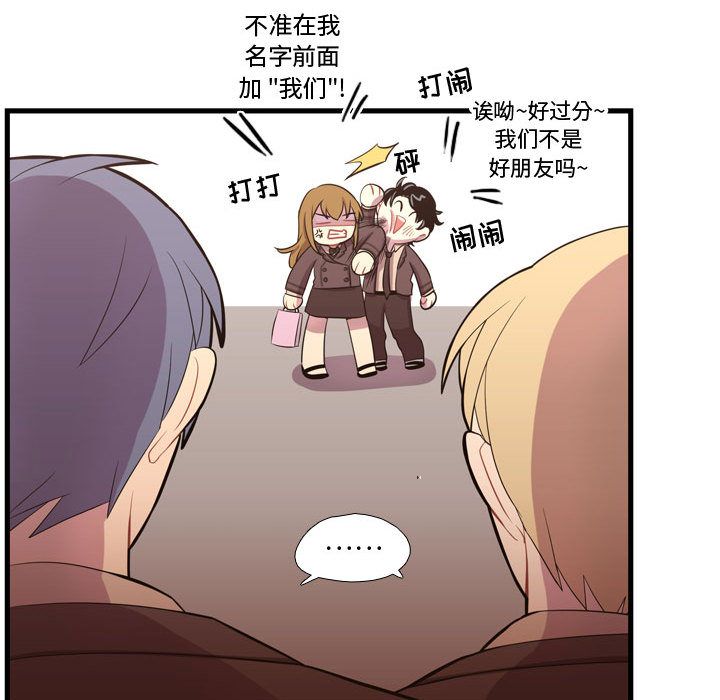 不准在我
名字前面
加 "我们"!
打闹
诶呦~好过分~
我们不是
好朋友吗~
砰
打打
闹闹
······